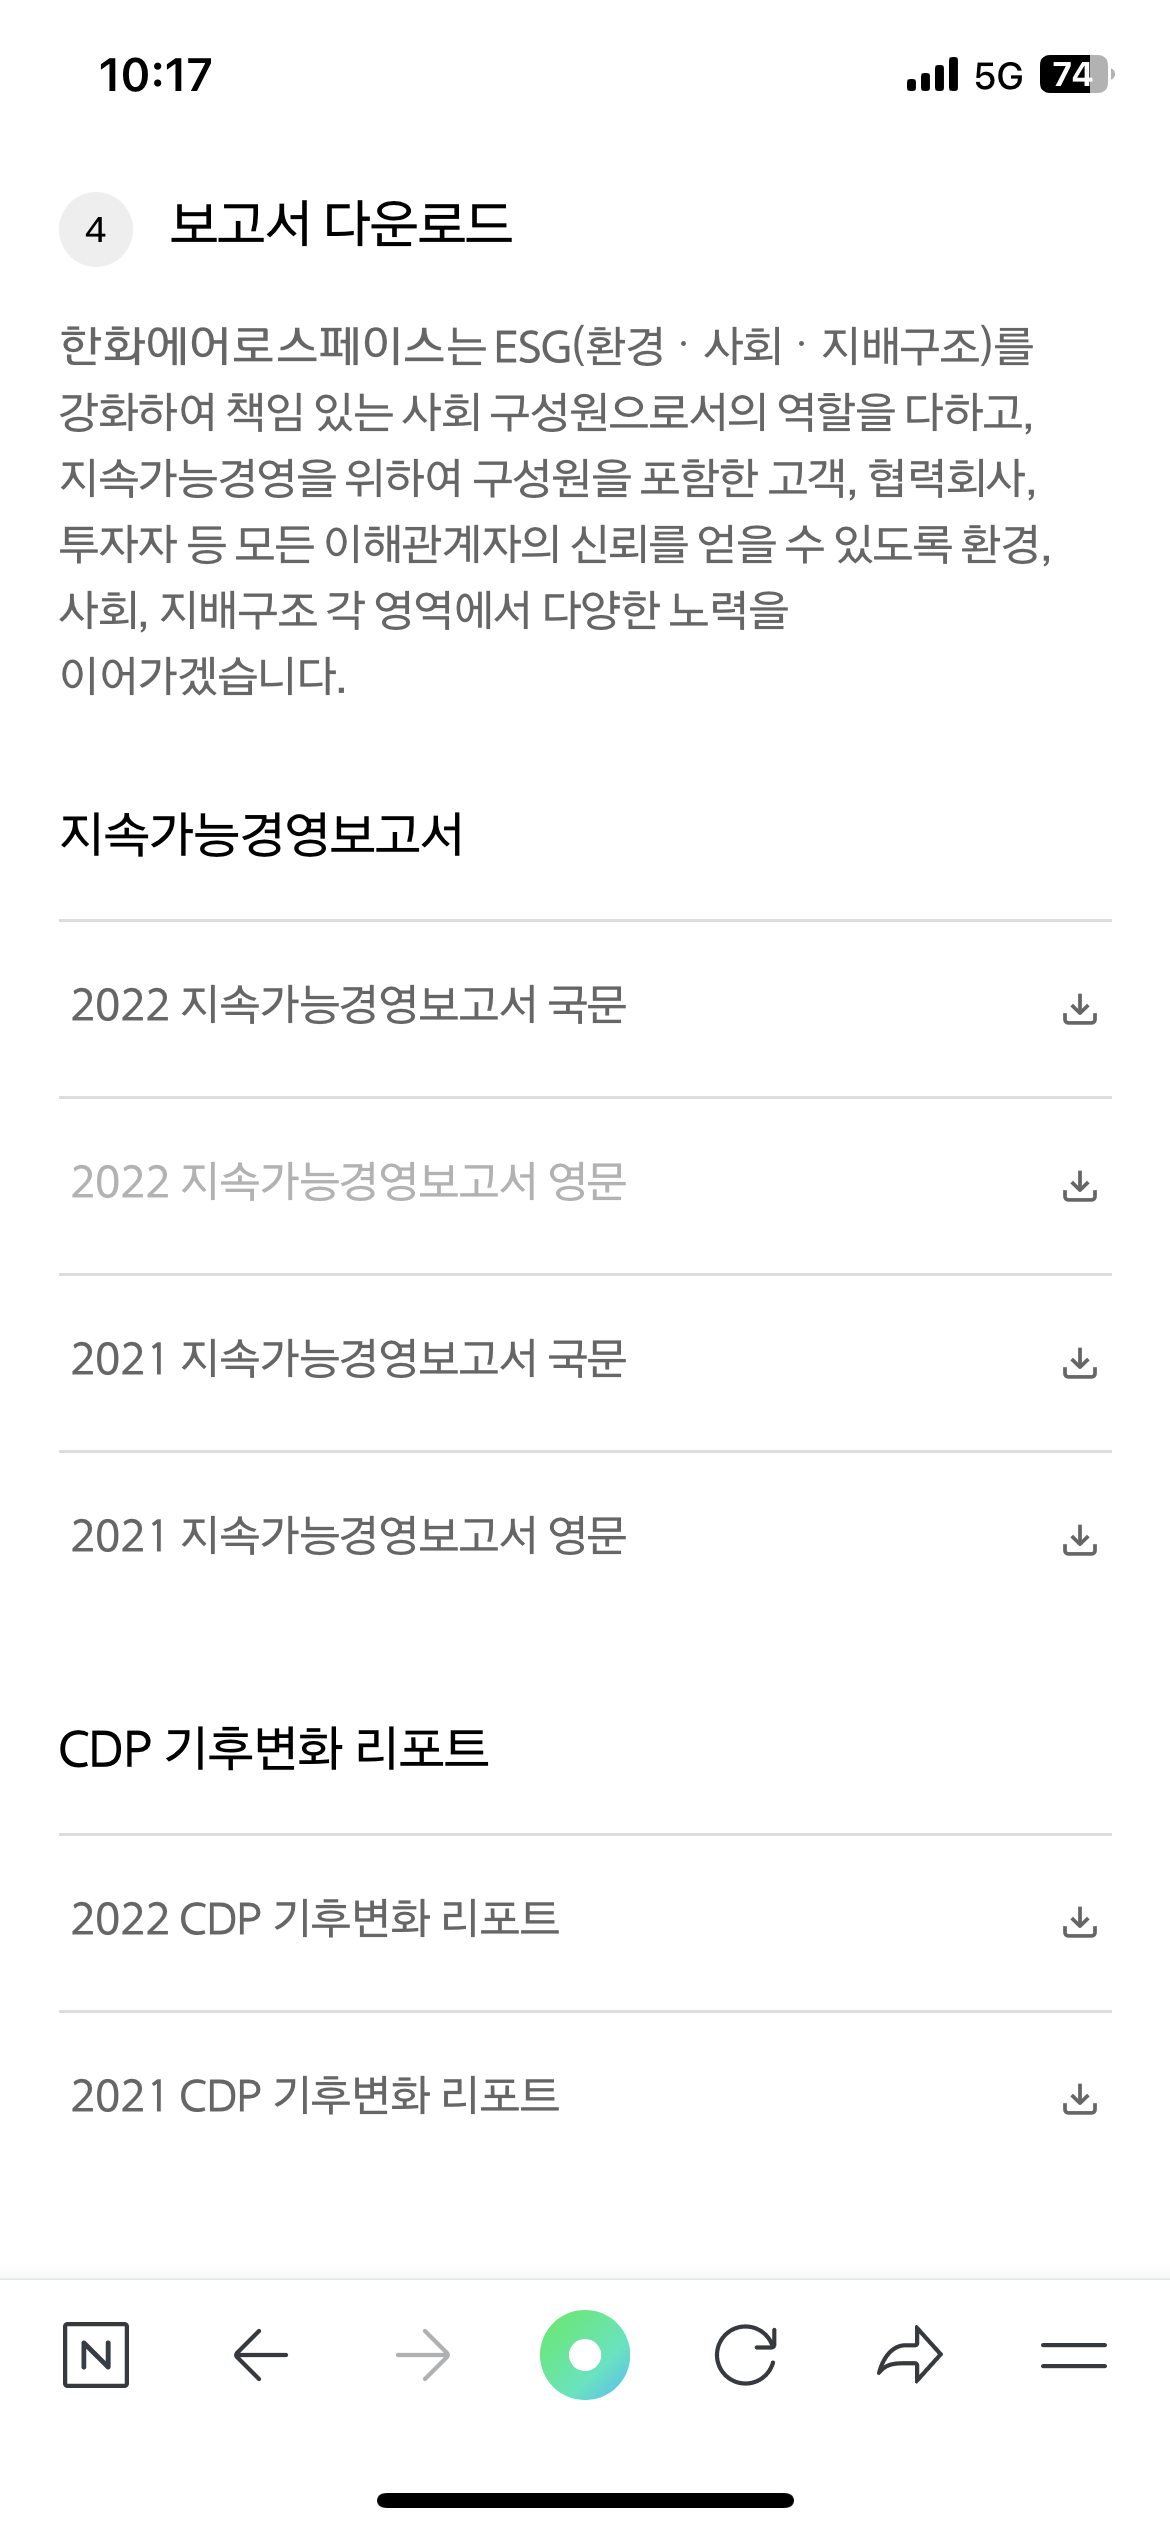 10:17
5G
74
4
보고서 다운로드
한화에어로스페이스는 ESG(환경ㆍ사회ㆍ지배구조)를
강화하여 책임 있는 사회 구성원으로서의 역할을 다하고,
지속가능경영을 위하여 구성원을 포함한 고객, 협력회사,
투자자 등 모든 이해관계자의 신뢰를 얻을 수 있도록 환경,
사회, 지배구조 각 영역에서 다양한 노력을
이어가겠습니다.
지속가능경영보고서
2022 지속가능경영보고서 국문
2022 지속가능경영보고서 영문
2021 지속가능경영보고서 국문
2021 지속가능경영보고서 영문
CDP 기후변화 리포트
2022 CDP 기후변화 리포트
2021 CDP 기후변화 리포트
N